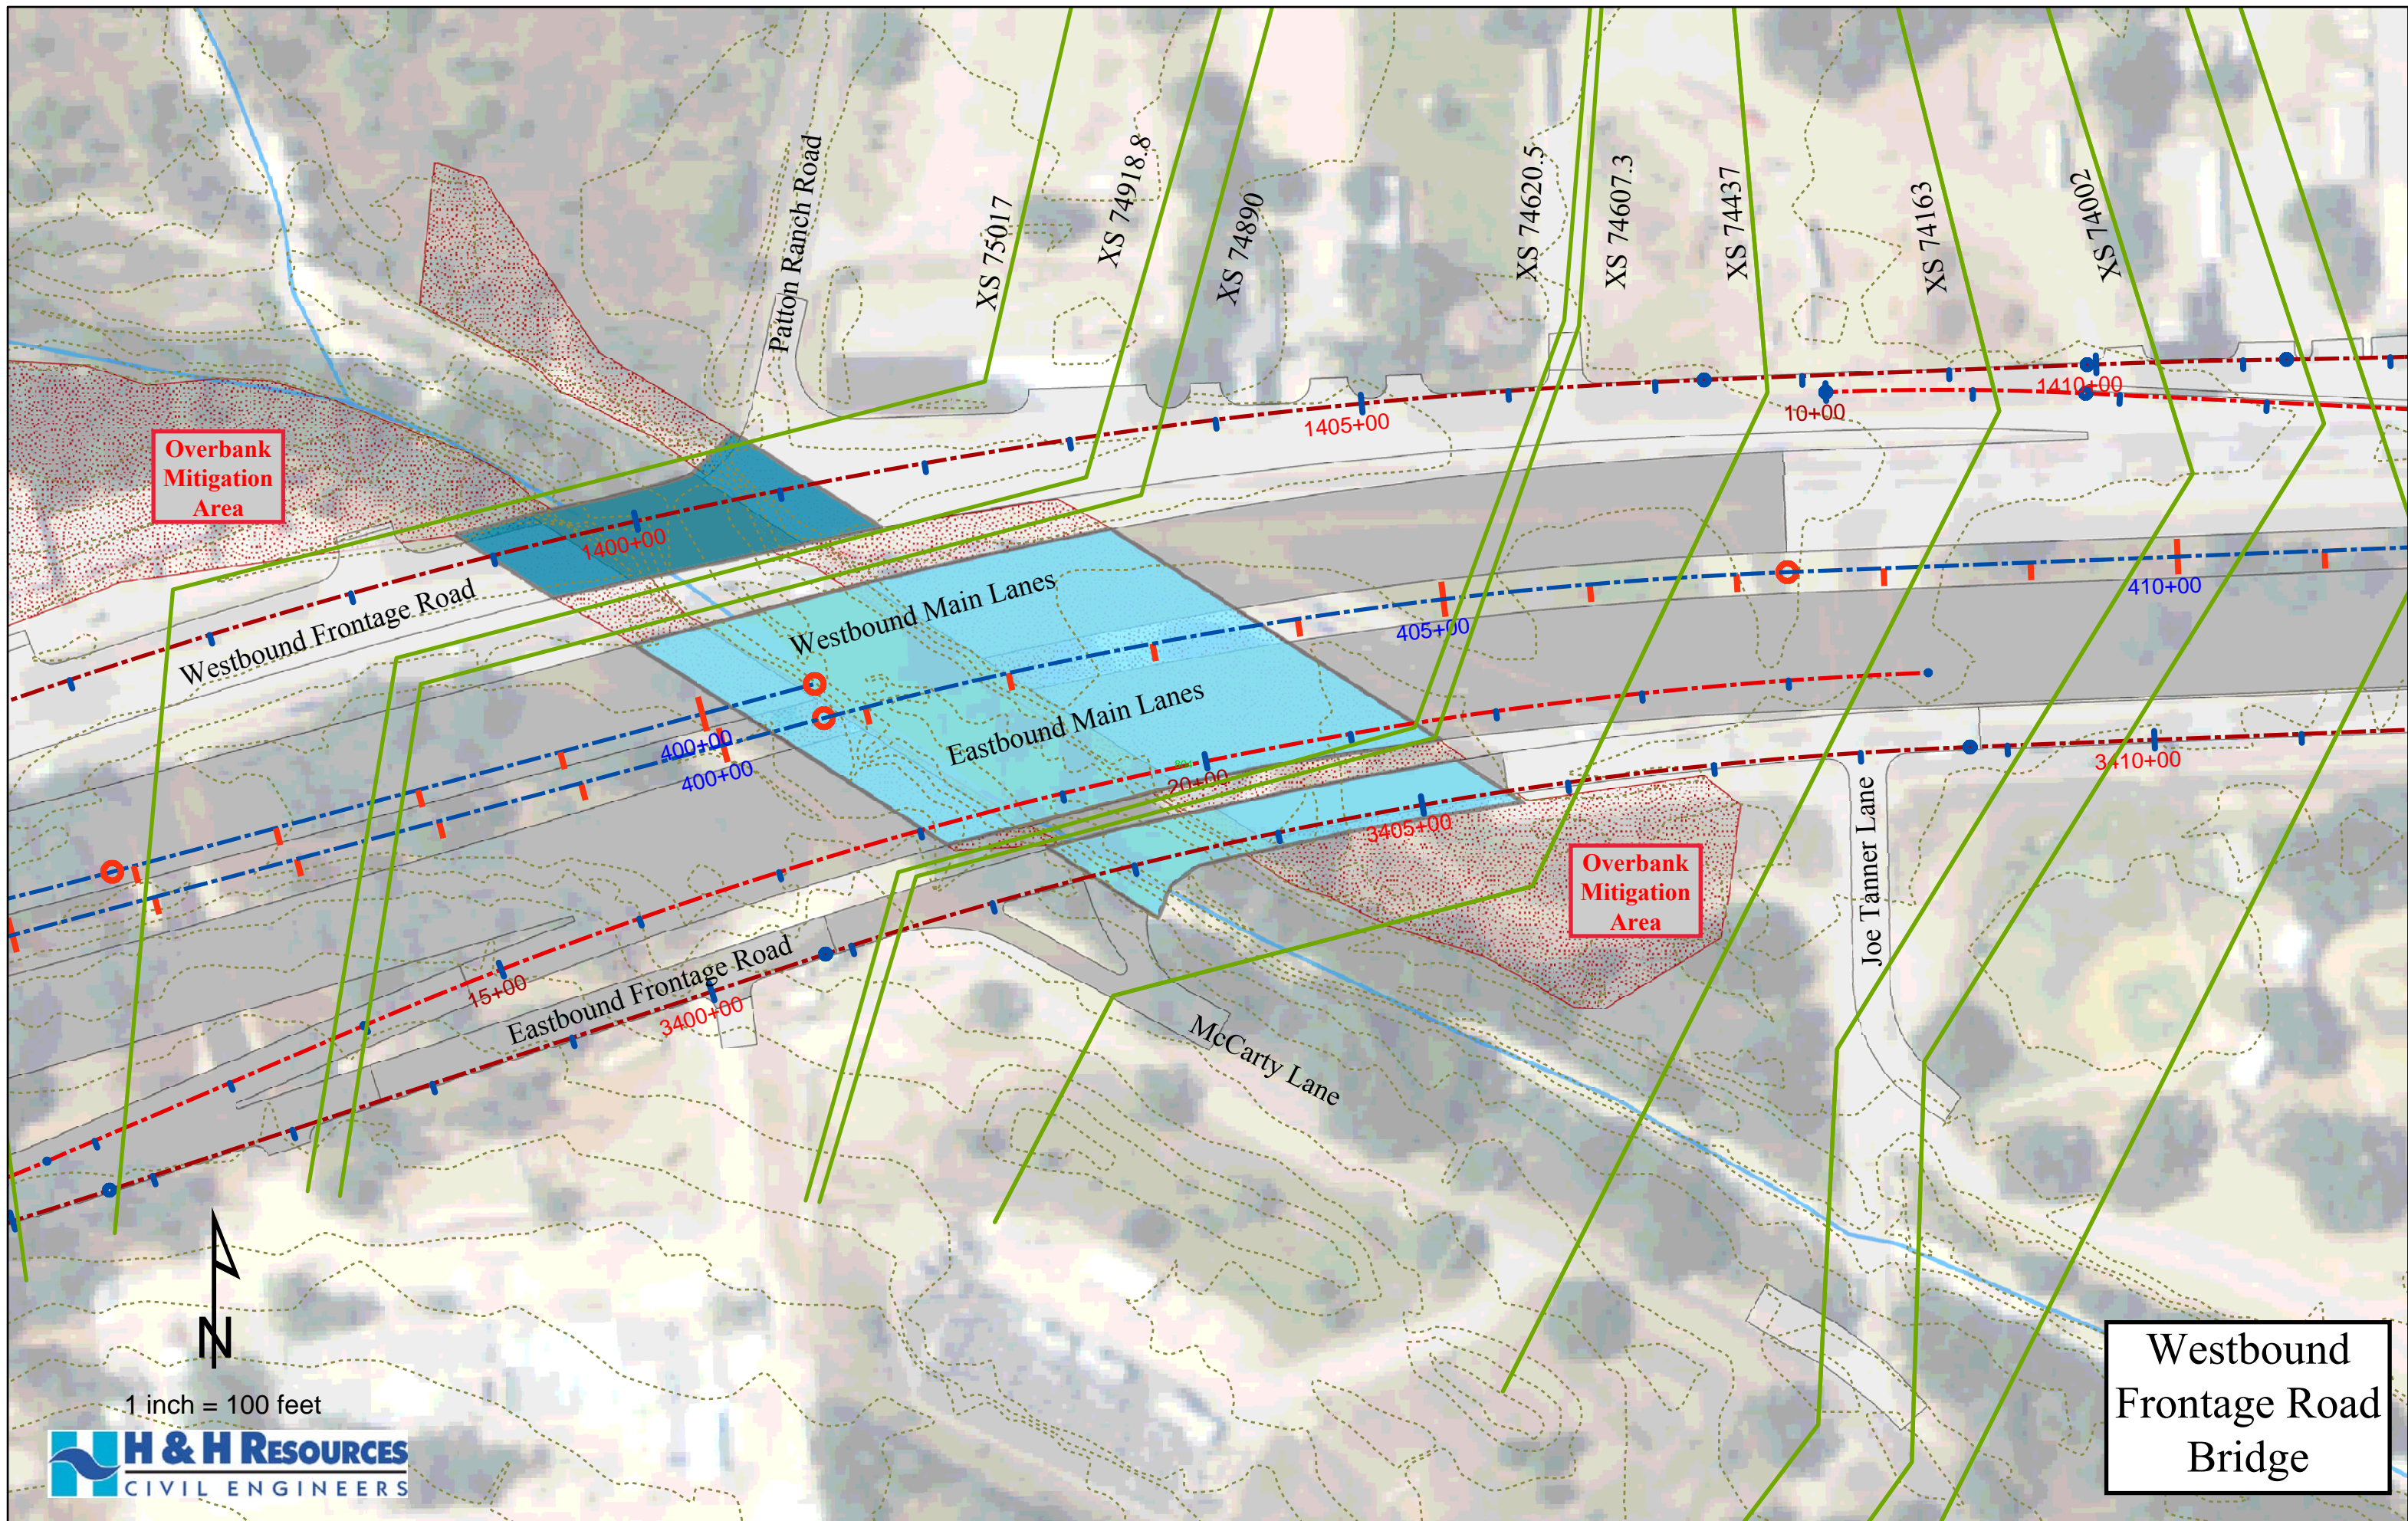 Patton Ranch Road
XS 75017
XS 74918.8
XS 74890
XS 74620.5
XS 74607.3
XS 74437
XS 74163
XS 74002
1405+00
10+00
1410+00
Overbank
Mitigation
Area
1400+00
Westbound Frontage Road
Westbound Main Lanes
405+00
410+00
400+00
400+00
Eastbound Main Lanes
20+00
3405+00
3410+00
Joe Tanner Lane
Overbank
Mitigation
Area
15+00
Eastbound Frontage Road
3400+00
McCarty Lane
N
1 inch = 100 feet
H & H RESOURCES
CIVIL ENGINEERS
Westbound
Frontage Road
Bridge